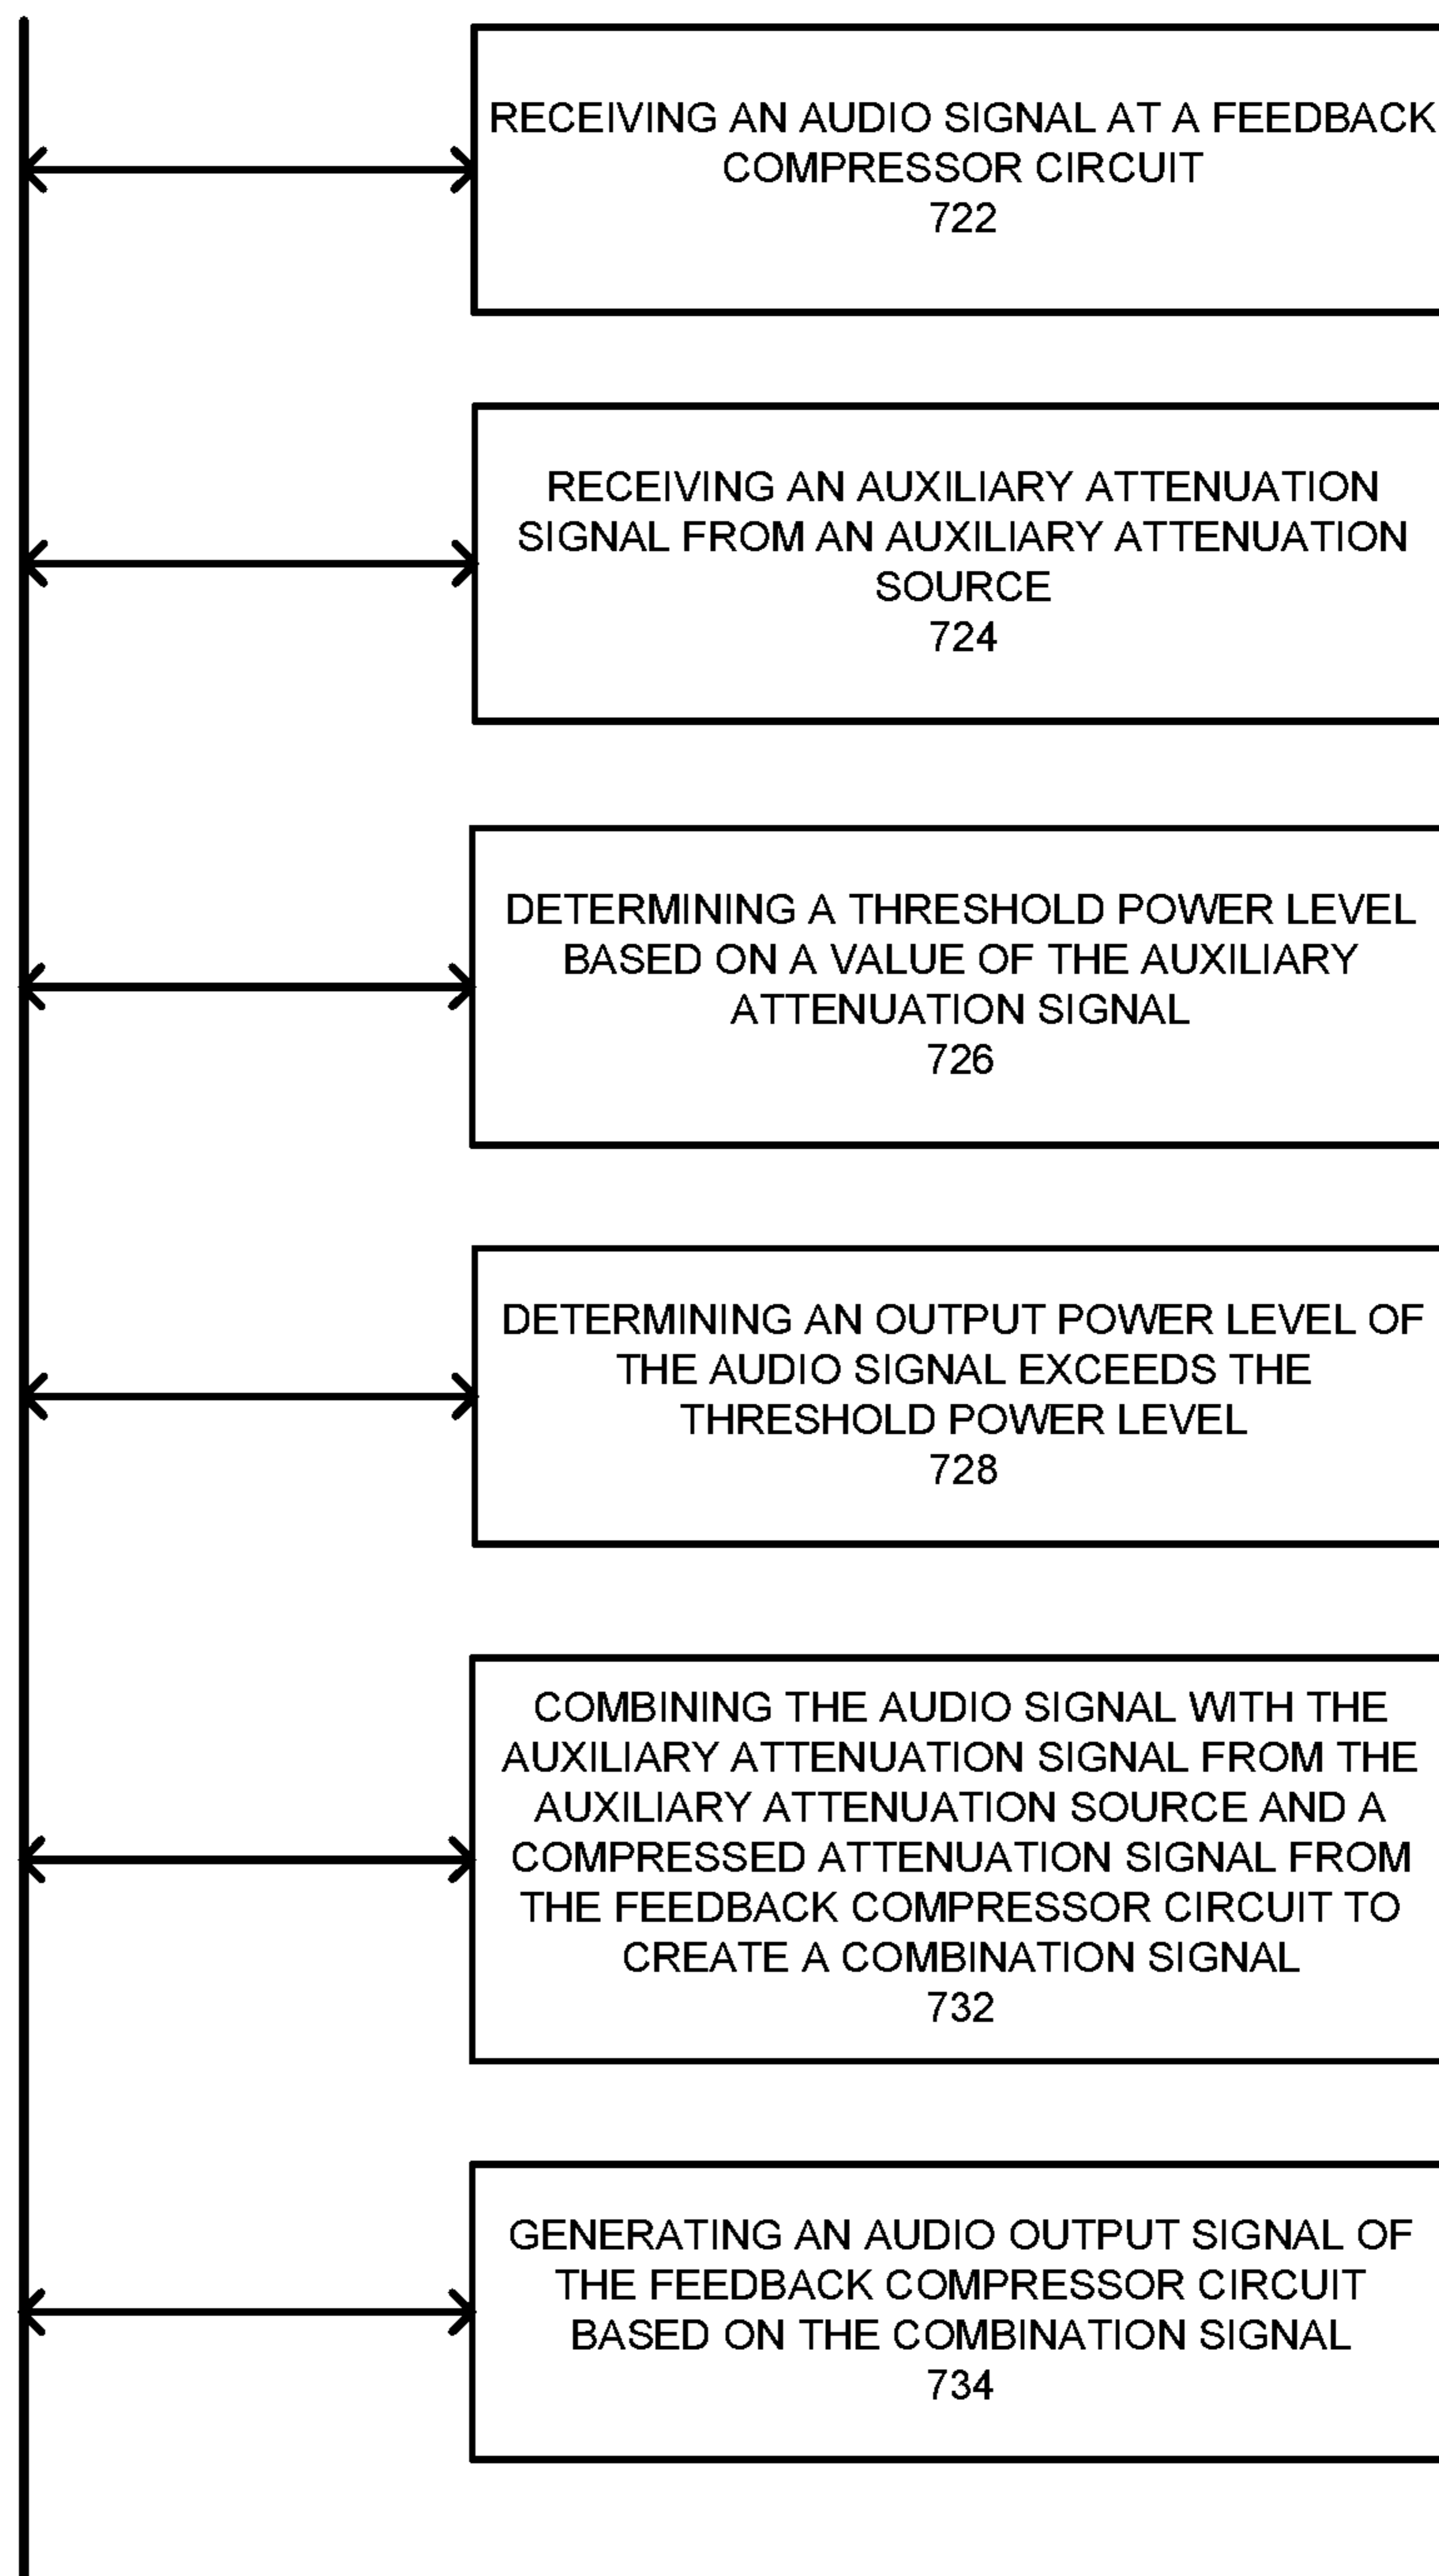 RECEIVING AN AUDIO SIGNAL AT A FEEDBACK
COMPRESSOR CIRCUIT
722
RECEIVING AN AUXILIARY ATTENUATION
SIGNAL FROM AN AUXILIARY ATTENUATION
SOURCE
724
DETERMINING A THRESHOLD POWER LEVEL
BASED ON A VALUE OF THE AUXILIARY
ATTENUATION SIGNAL
726
DETERMINING AN OUTPUT POWER LEVEL OF
THE AUDIO SIGNAL EXCEEDS THE
THRESHOLD POWER LEVEL
728
COMBINING THE AUDIO SIGNAL WITH THE
AUXILIARY ATTENUATION SIGNAL FROM THE
AUXILIARY ATTENUATION SOURCE AND A
COMPRESSED ATTENUATION SIGNAL FROM
THE FEEDBACK COMPRESSOR CIRCUIT TO
CREATE A COMBINATION SIGNAL
732
GENERATING AN AUDIO OUTPUT SIGNAL OF
THE FEEDBACK COMPRESSOR CIRCUIT
BASED ON THE COMBINATION SIGNAL
734